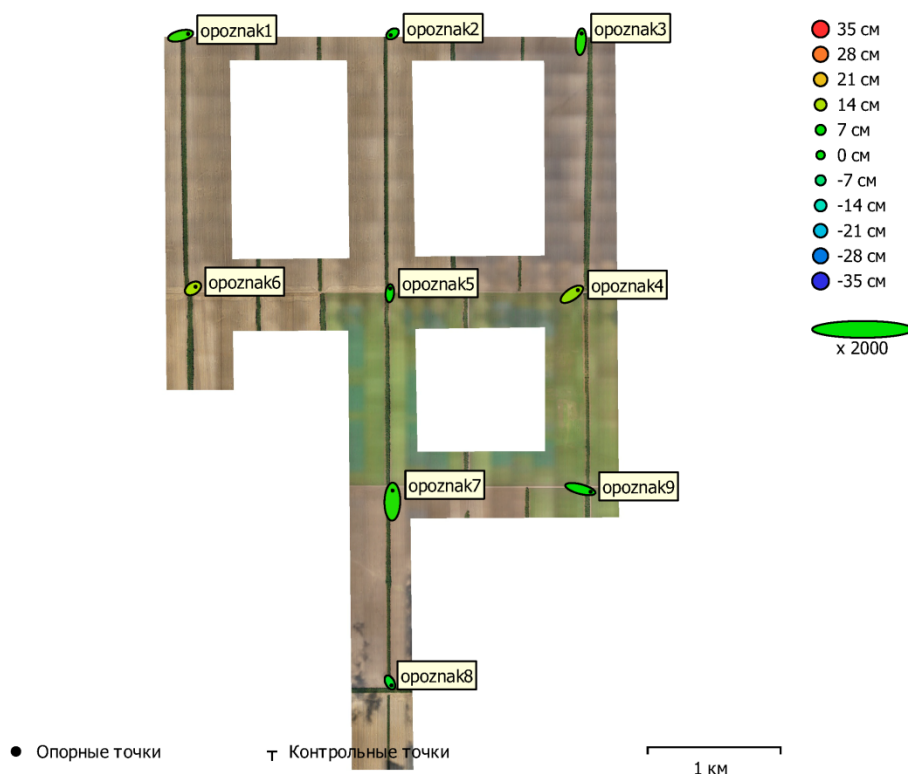 opoznak1
opoznak2
opoznak3
opoznak6
opoznak5
opoznak4
opoznak7
opoznak9
opoznak8
35 см
28 см
21 см
14 см
7 см
0 см
-7 см
-14 см
-21 см
-28 см
-35 см
x 2000
Опорные точки
Контрольные точки
1 км